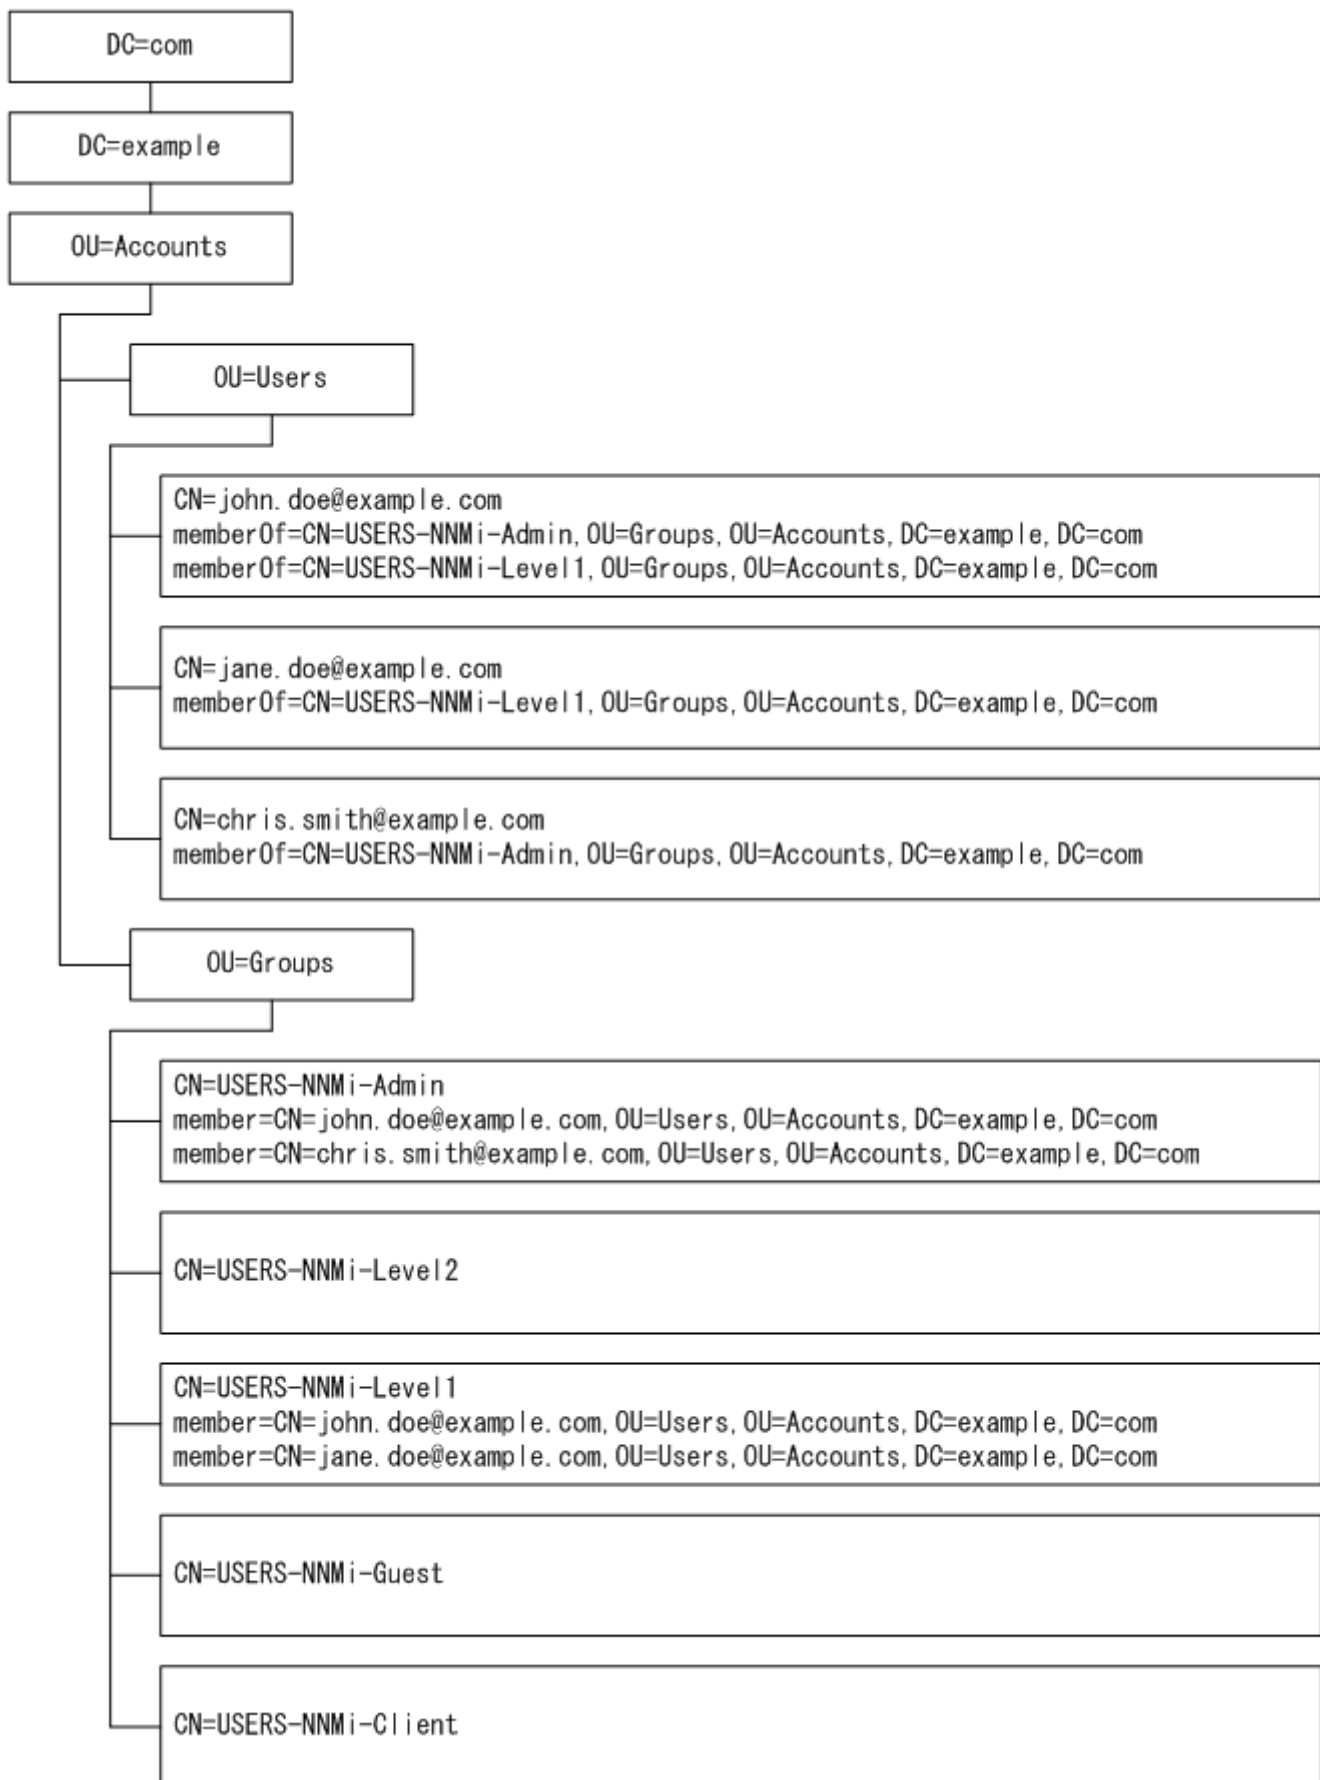 DC=com
DC=example
OU=Accounts
OU=Users
CN=john.doe@example.com
memberOf=CN=USERS-NNMi-Admin,OU=Groups,OU=Accounts,DC=example,DC=com
memberOf=CN=USERS-NNMi-Level1,OU=Groups,OU=Accounts,DC=example,DC=com
CN=jane.doe@example.com
memberOf=CN=USERS-NNMi-Level1,OU=Groups,OU=Accounts,DC=example,DC=com
CN=chris.smith@example.com
memberOf=CN=USERS-NNMi-Admin,OU=Groups,OU=Accounts,DC=example,DC=com
OU=Groups
CN=USERS-NNMi-Admin
member=CN=john.doe@example.com,OU=Users,OU=Accounts,DC=example,DC=com
member=CN=chris.smith@example.com,OU=Users,OU=Accounts,DC=example,DC=com
CN=USERS-NNMi-Level2
CN=USERS-NNMi-Level1
member=CN=john.doe@example.com,OU=Users,OU=Accounts,DC=example,DC=com
member=CN=jane.doe@example.com,OU=Users,OU=Accounts,DC=example,DC=com
CN=USERS-NNMi-Guest
CN=USERS-NNMi-Client